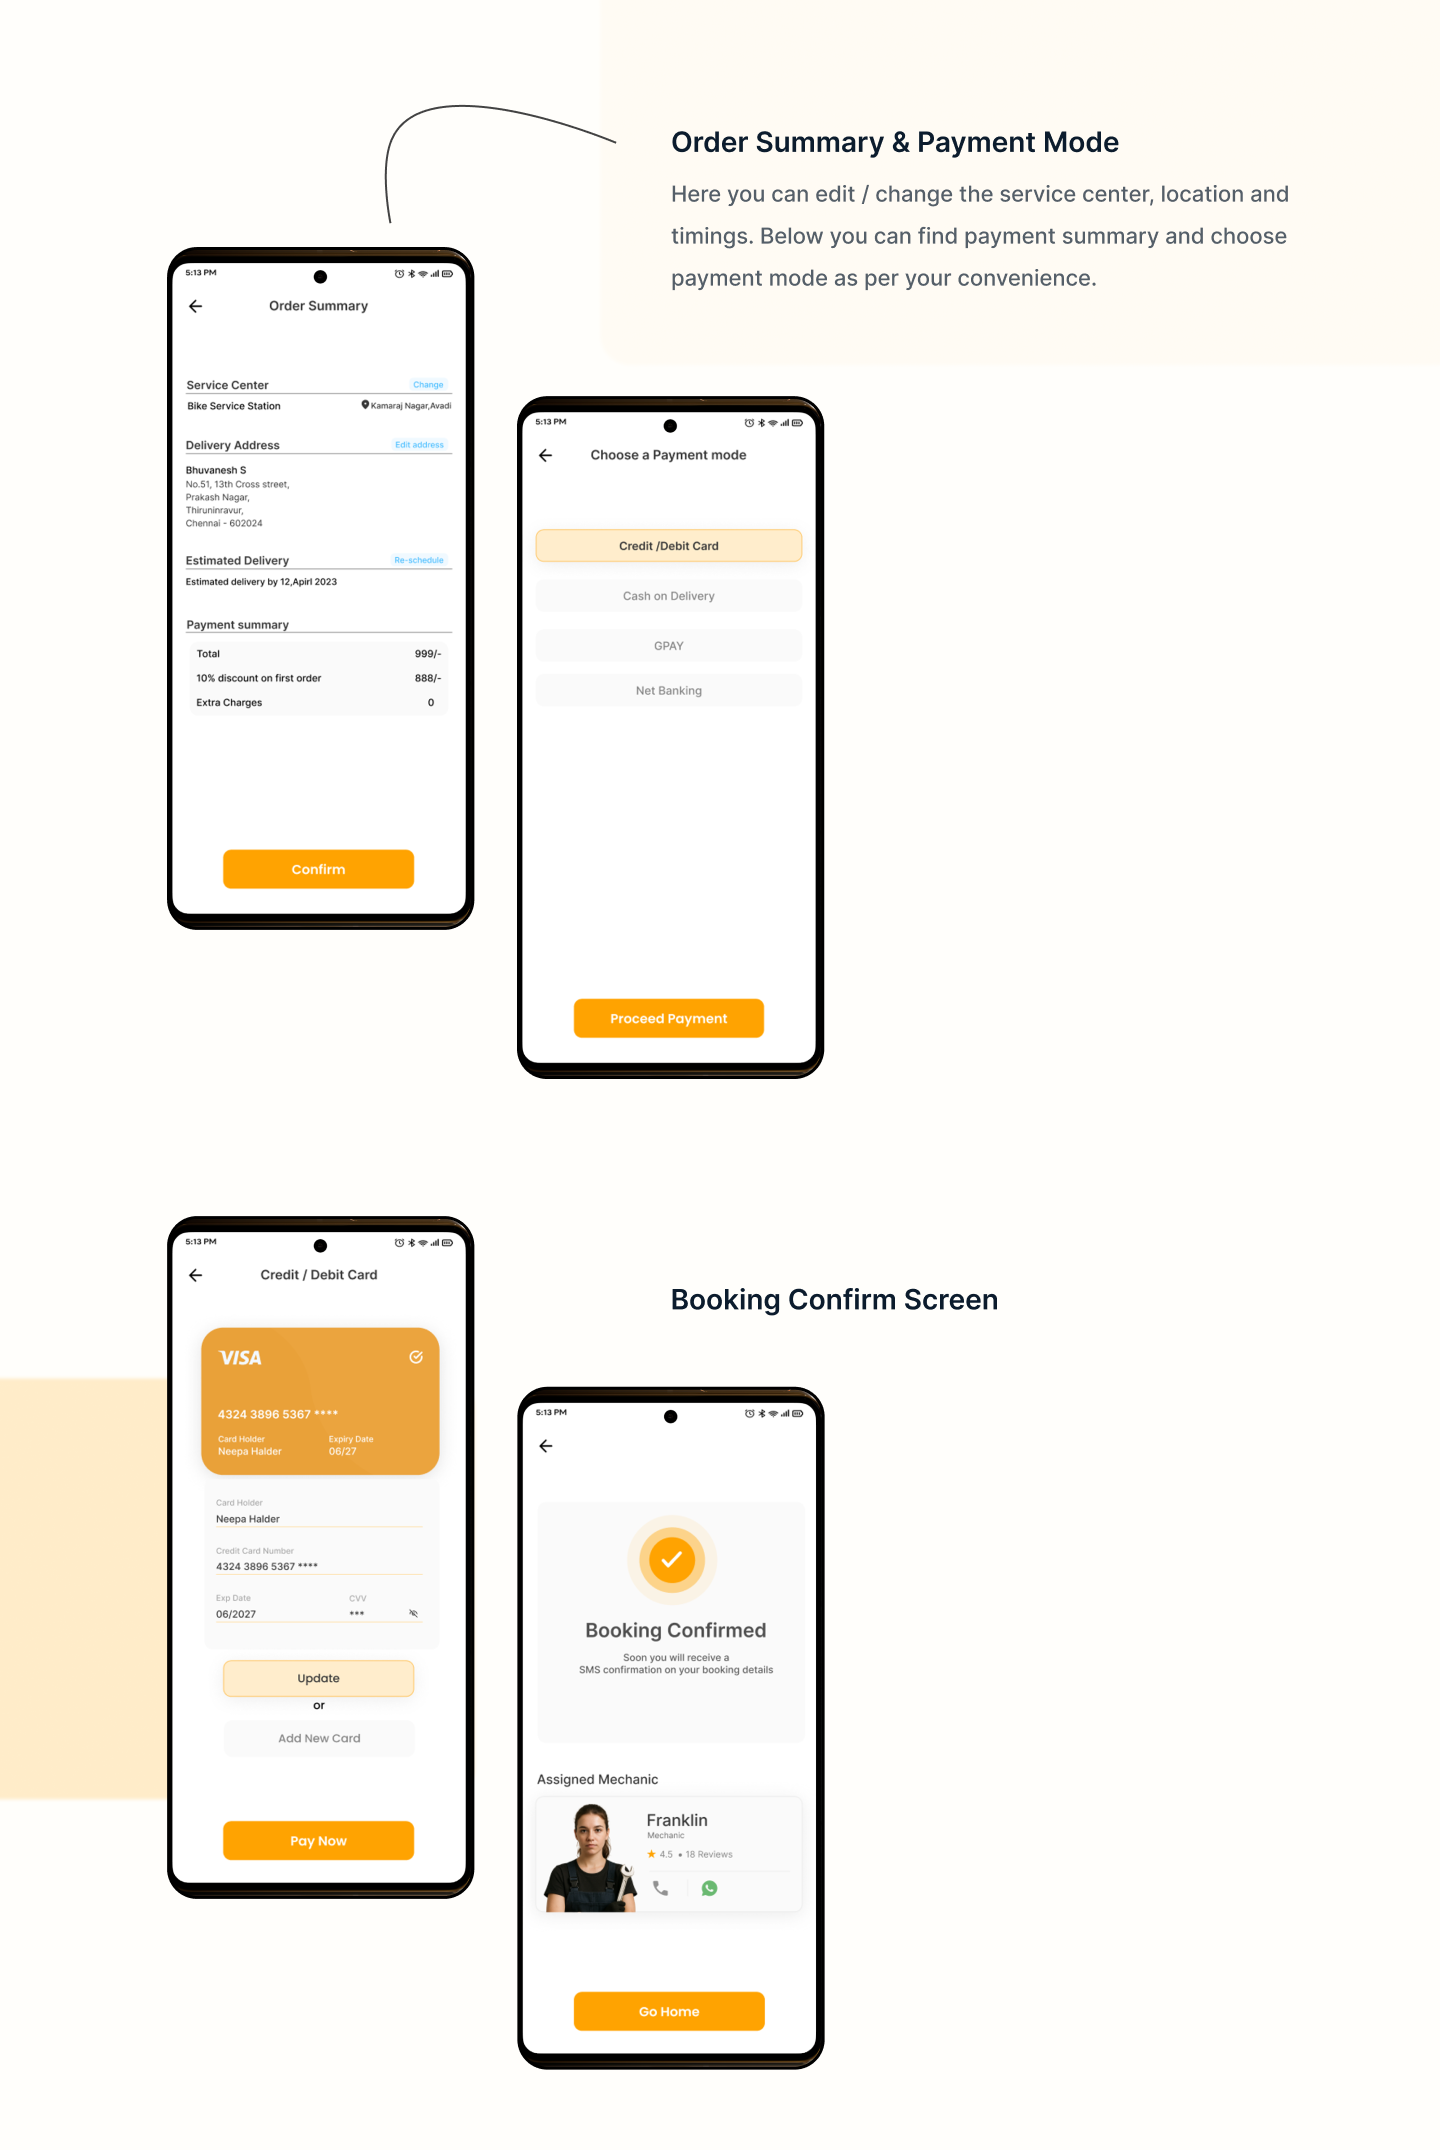 Order Summary & Payment Mode
Here you can edit / change the service center, location and
timings. Below you can find payment summary and choose
payment mode as per your convenience.
5:13 PM
Order Summary
Service Center
Change
Bike Service Station
Kamaraj Nagar,Avadi
Delivery Address
Edit address
Bhuvanesh S
No.51, 13th Cross street,
Prakash Nagar,
Thiruninravur,
Chennai - 602024
Estimated Delivery
Re-schedule
Estimated delivery by 12,Apirl 2023
Payment summary
Total 999/-
10% discount on first order 888/-
Extra Charges 0
Confirm
5:13 PM
Choose a Payment mode
Credit /Debit Card
Cash on Delivery
GPAY
Net Banking
Proceed Payment
5:13 PM
Credit / Debit Card
VISA
4324 3896 5367 ****
Card Holder Expiry Date
Neepa Halder 06/27
Card Holder
Neepa Halder
Credit Card Number
4324 3896 5367 ****
Exp Date CVV
06/2027 ***
Update
or
Add New Card
Pay Now
Booking Confirm Screen
5:13 PM
Booking Confirmed
Soon you will receive a
SMS confirmation on your booking details
Assigned Mechanic
Franklin
Mechanic
4.5 • 18 Reviews
Go Home